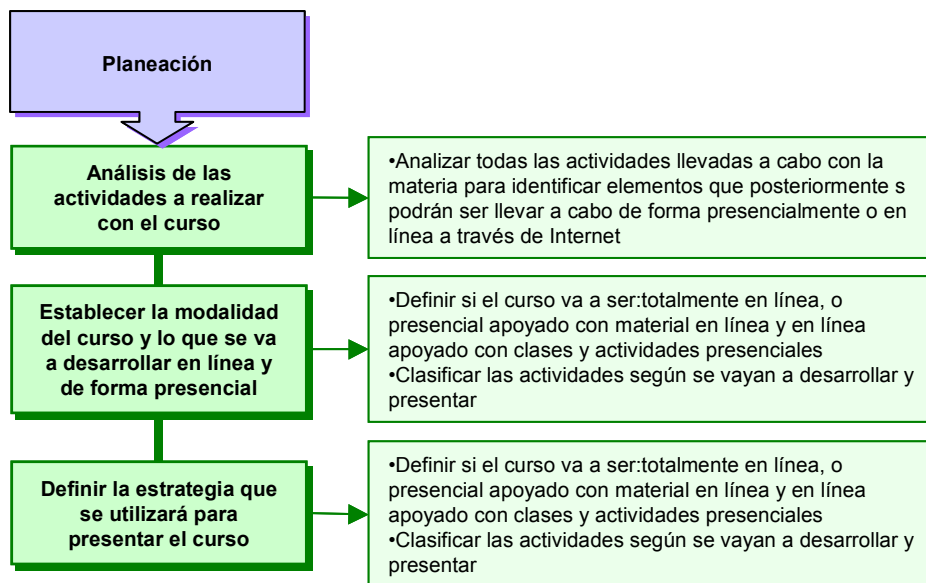 Planeación
Análisis de las
actividades a realizar
con el curso
•Analizar todas las actividades llevadas a cabo con la
materia para identificar elementos que posteriormente s
podrán ser llevar a cabo de forma presencialmente o en
línea a través de Internet
Establecer la modalidad
del curso y lo que se va
a desarrollar en línea y
de forma presencial
•Definir si el curso va a ser:totalmente en línea, o
presencial apoyado con material en línea y en línea
apoyado con clases y actividades presenciales
•Clasificar las actividades según se vayan a desarrollar y
presentar
Definir la estrategia que
se utilizará para
presentar el curso
•Definir si el curso va a ser:totalmente en línea, o
presencial apoyado con material en línea y en línea
apoyado con clases y actividades presenciales
•Clasificar las actividades según se vayan a desarrollar y
presentar